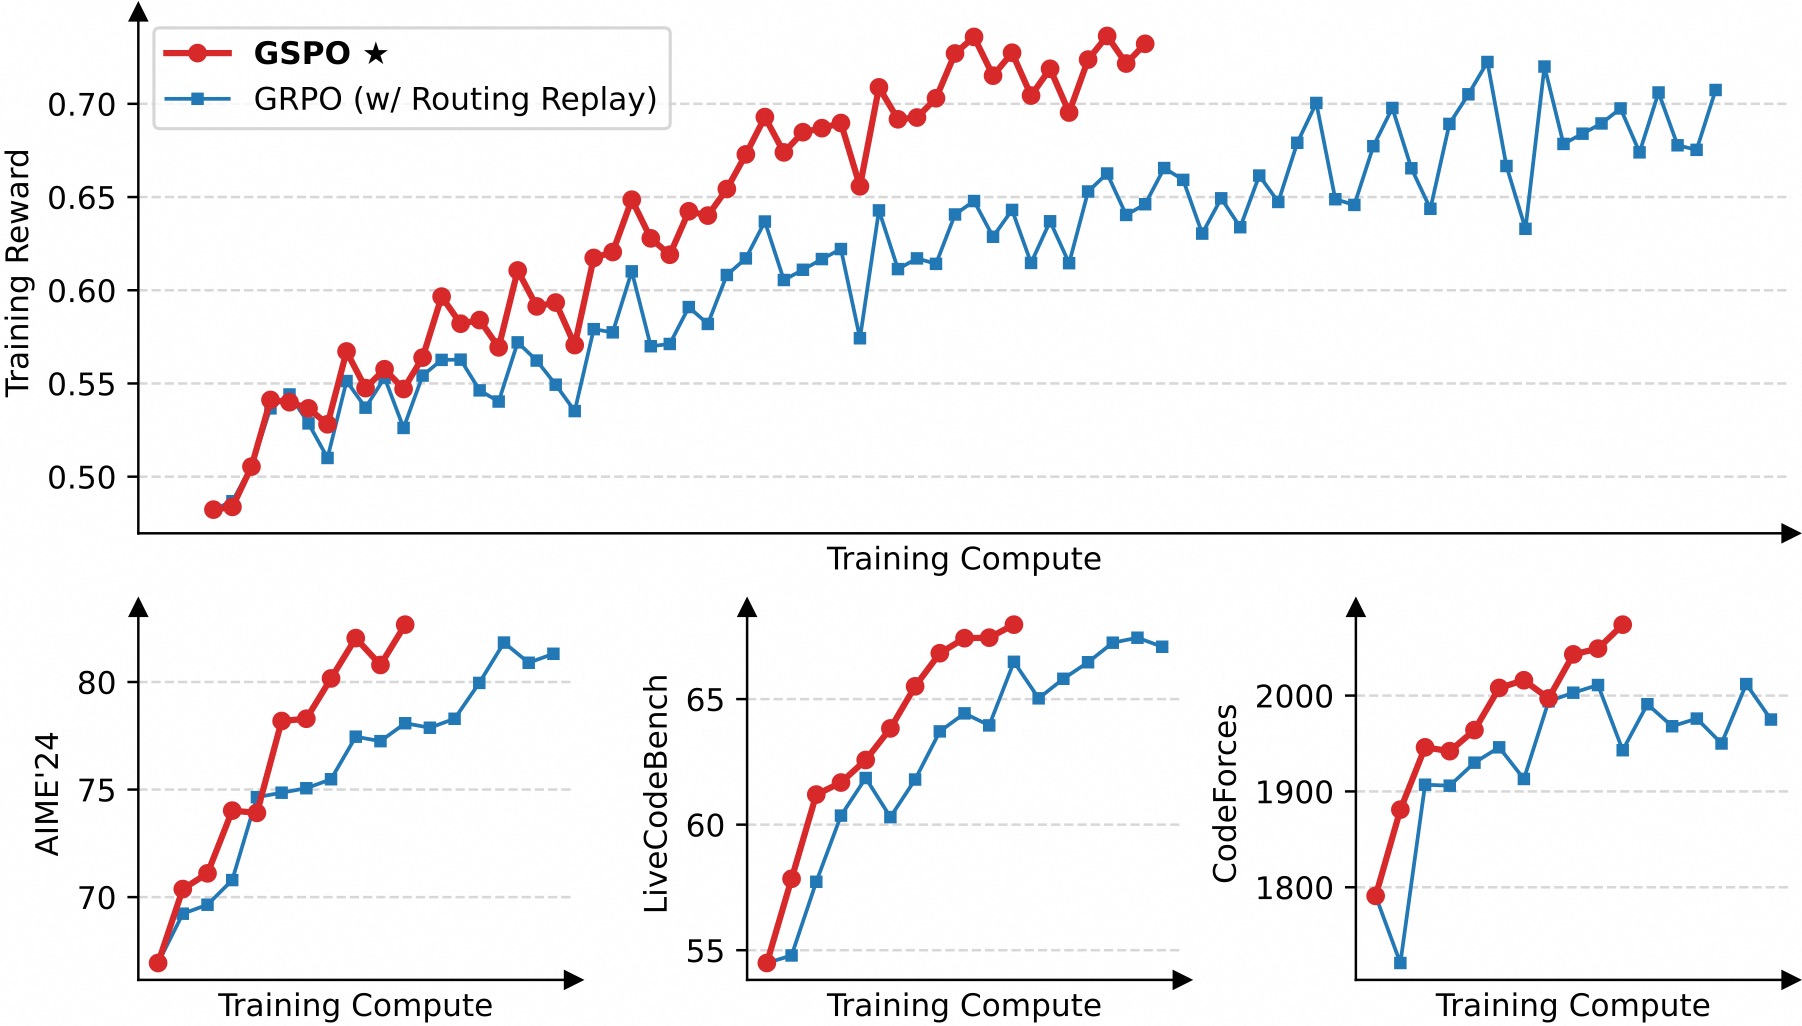 GSPO ★
GRPO (w/ Routing Replay)
Training Reward
0.70
0.65
0.60
0.55
0.50
Training Compute
AIME'24
80
75
70
Training Compute
LiveCodeBench
65
60
55
Training Compute
CodeForces
2000
1900
1800
Training Compute